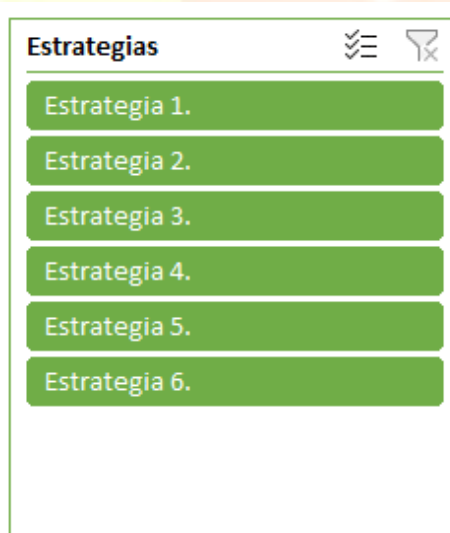 Estrategias
Estrategia 1.
Estrategia 2.
Estrategia 3.
Estrategia 4.
Estrategia 5.
Estrategia 6.